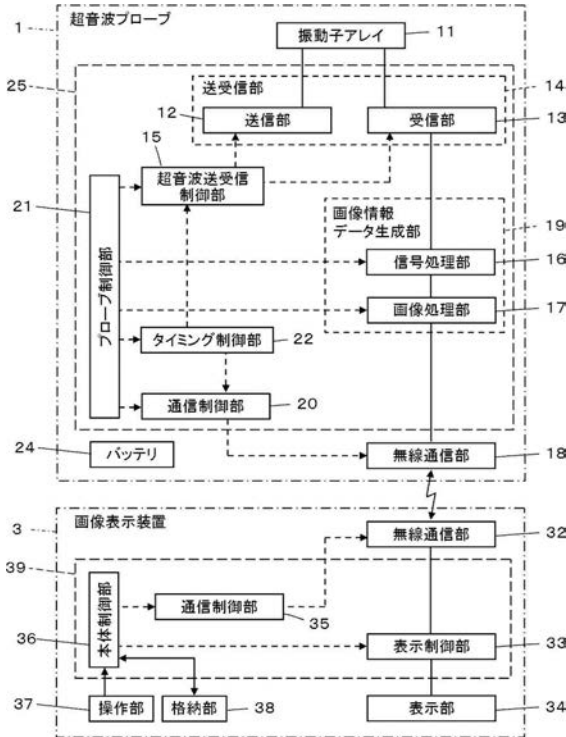 1
超音波プローブ
振動子アレイ
11
25
送受信部
14
12
送信部
受信部
13
15
超音波送受信
制御部
21
プローブ制御部
画像情報
データ生成部
19
信号処理部
16
画像処理部
17
タイミング制御部
22
通信制御部
20
24
バッテリ
無線通信部
18
3
画像表示装置
無線通信部
32
39
本体制御部
通信制御部
35
36
表示制御部
33
37
操作部
格納部
38
表示部
34